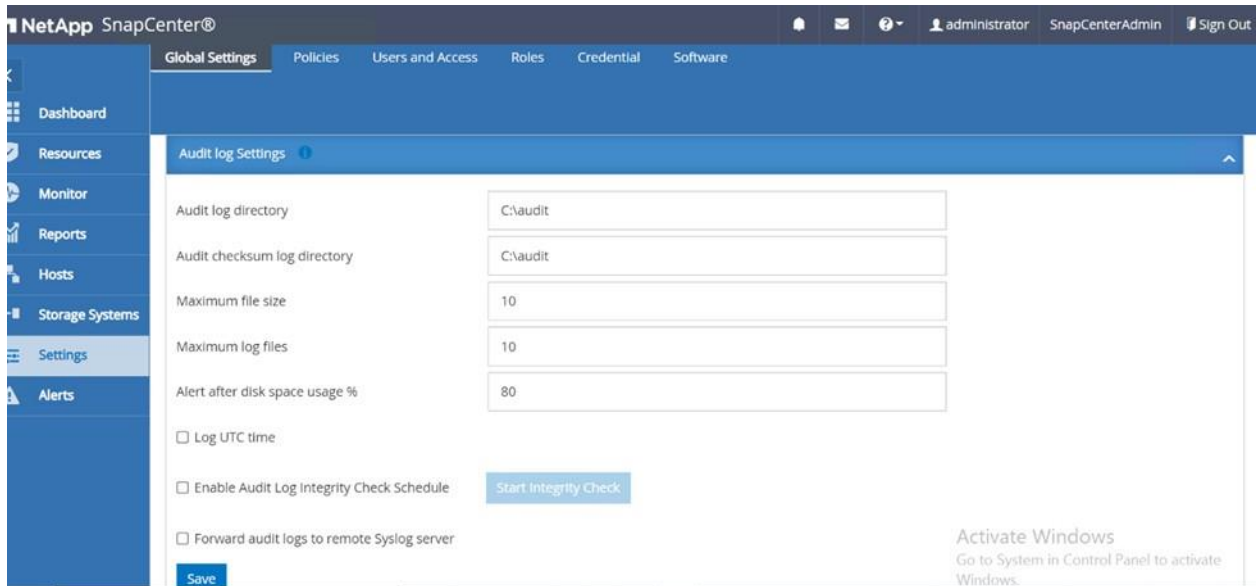 NetApp SnapCenter®
administrator SnapCenterAdmin Sign Out
Global Settings Policies Users and Access Roles Credential Software
Dashboard
Resources
Monitor
Reports
Hosts
Storage Systems
Settings
Alerts
Audit log Settings
Audit log directory C:\audit
Audit checksum log directory C:\audit
Maximum file size 10
Maximum log files 10
Alert after disk space usage % 80
Log UTC time
Enable Audit Log Integrity Check Schedule Start Integrity Check
Forward audit logs to remote Syslog server
Save
Activate Windows
Go to System in Control Panel to activate
Windows.